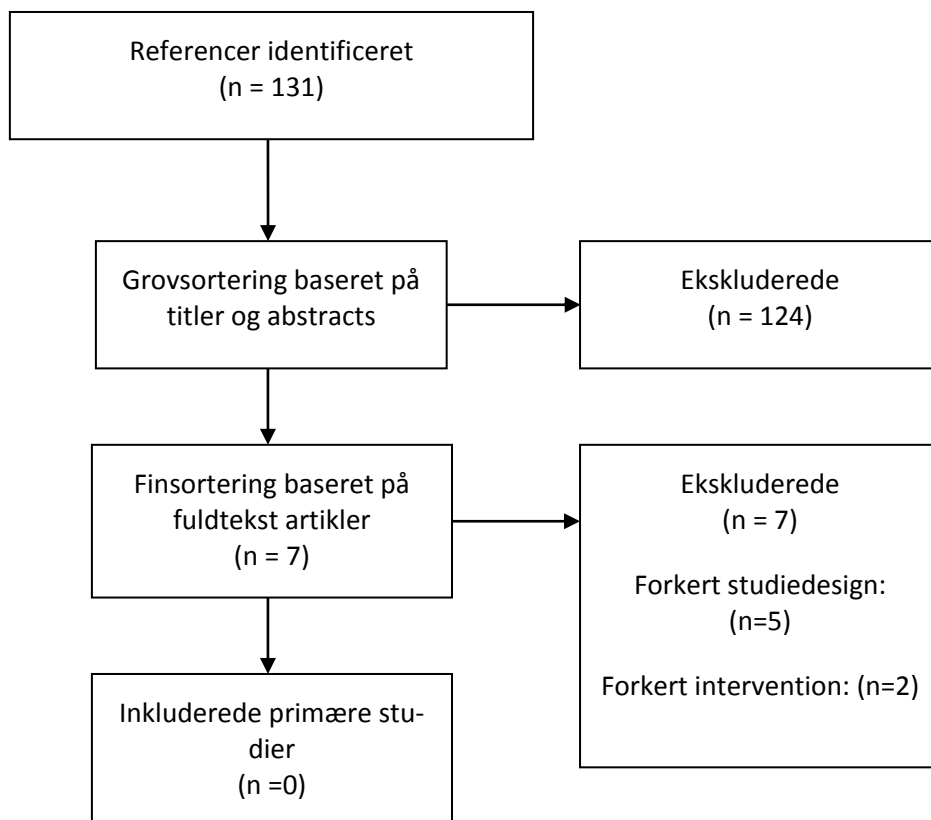 Referencer identificeret
(n = 131)
Grovsortering baseret på
titler og abstracts
Ekskluderede
(n = 124)
Finsortering baseret på
fuldtekst artikler
(n = 7)
Ekskluderede
(n = 7)
Forkert studiedesign:
(n=5)
Forkert intervention: (n=2)
Inkluderede primære stu-
dier
(n =0)